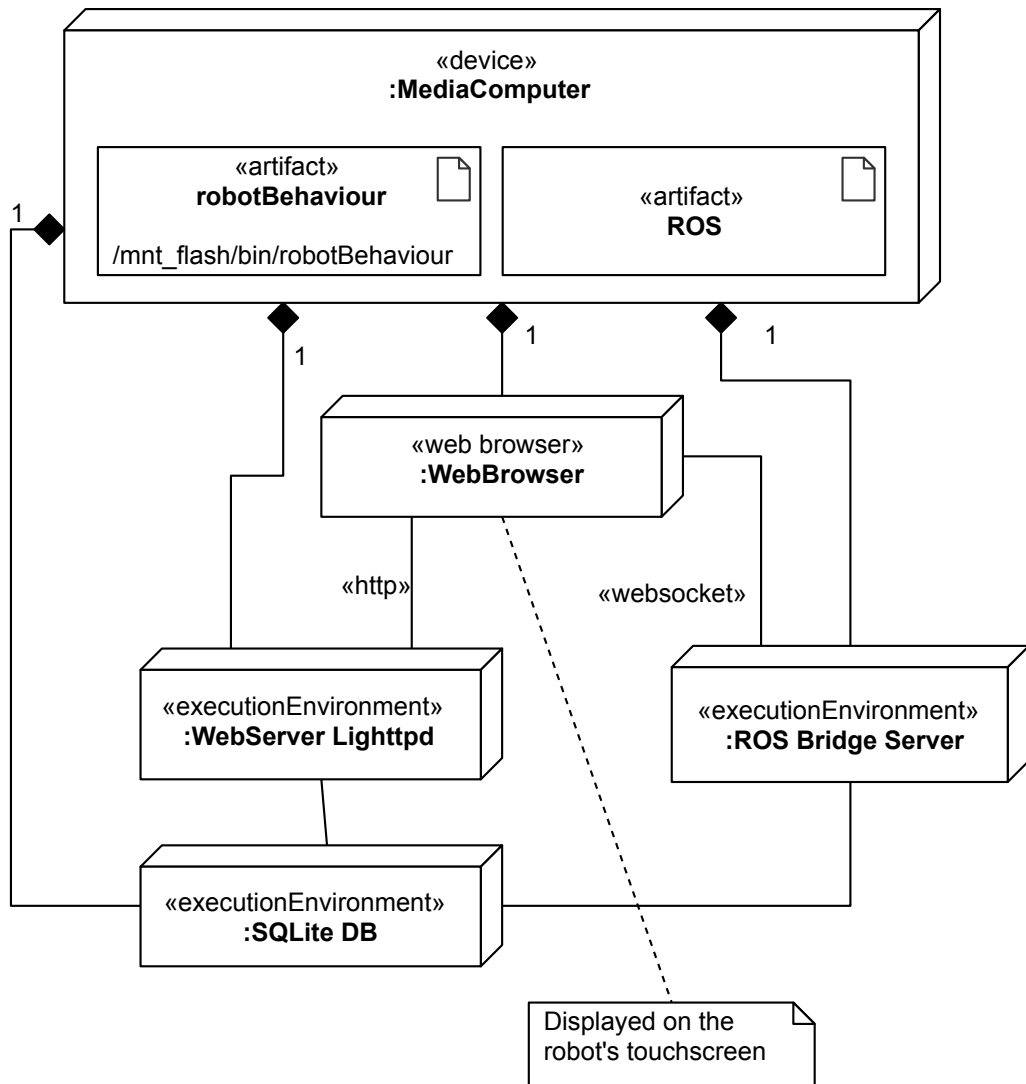 «device»
:MediaComputer
«artifact»
robotBehaviour
/mnt_flash/bin/robotBehaviour
«artifact»
ROS
1
1
1
1
«web browser»
:WebBrowser
«http»
«websocket»
«executionEnvironment»
:WebServer Lighttpd
«executionEnvironment»
:ROS Bridge Server
«executionEnvironment»
:SQLite DB
Displayed on the
robot's touchscreen